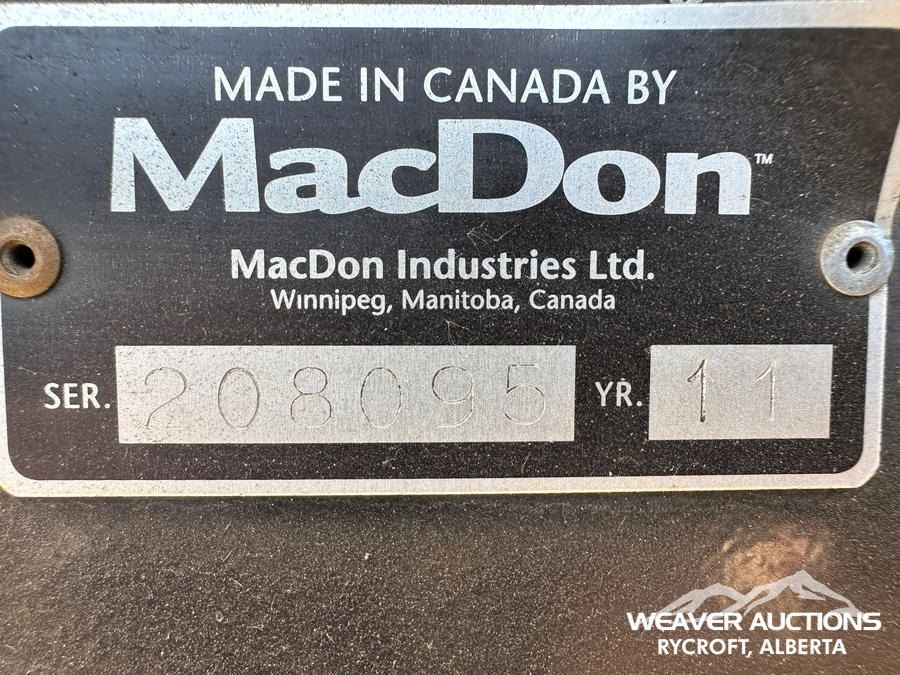 MADE IN CANADA BY
MacDon™
MacDon Industries Ltd.
Winnipeg, Manitoba, Canada
SER. 208095 YR. 11
WEAVER AUCTIONS
RYCROFT, ALBERTA